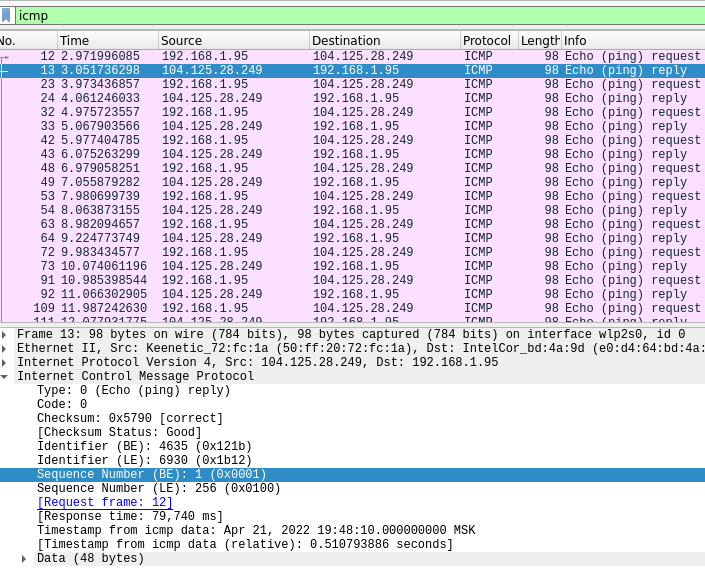 icmp
No. Time Source Destination Protocol Length Info
12 2.971996085 192.168.1.95 104.125.28.249 ICMP 98 Echo (ping) request
13 3.051736298 104.125.28.249 192.168.1.95 ICMP 98 Echo (ping) reply
23 3.973436857 192.168.1.95 104.125.28.249 ICMP 98 Echo (ping) request
24 4.061246033 104.125.28.249 192.168.1.95 ICMP 98 Echo (ping) reply
32 4.975723557 192.168.1.95 104.125.28.249 ICMP 98 Echo (ping) request
33 5.067903566 104.125.28.249 192.168.1.95 ICMP 98 Echo (ping) reply
42 5.977404785 192.168.1.95 104.125.28.249 ICMP 98 Echo (ping) request
43 6.075263299 104.125.28.249 192.168.1.95 ICMP 98 Echo (ping) reply
48 6.979058251 192.168.1.95 104.125.28.249 ICMP 98 Echo (ping) request
49 7.055879282 104.125.28.249 192.168.1.95 ICMP 98 Echo (ping) reply
53 7.980699739 192.168.1.95 104.125.28.249 ICMP 98 Echo (ping) request
54 8.063873155 104.125.28.249 192.168.1.95 ICMP 98 Echo (ping) reply
63 8.982094657 192.168.1.95 104.125.28.249 ICMP 98 Echo (ping) request
64 9.224773749 104.125.28.249 192.168.1.95 ICMP 98 Echo (ping) reply
72 9.983434577 192.168.1.95 104.125.28.249 ICMP 98 Echo (ping) request
73 10.074061196 104.125.28.249 192.168.1.95 ICMP 98 Echo (ping) reply
91 10.985398544 192.168.1.95 104.125.28.249 ICMP 98 Echo (ping) request
92 11.066302905 104.125.28.249 192.168.1.95 ICMP 98 Echo (ping) reply
109 11.987242630 192.168.1.95 104.125.28.249 ICMP 98 Echo (ping) request
104.125.28.249 192.168.1.95 ICMP 98 Echo (ping) reply
Frame 13: 98 bytes on wire (784 bits), 98 bytes captured (784 bits) on interface wlp2s0, id 0
Ethernet II, Src: Keenetic_72:fc:1a (50:ff:20:72:fc:1a), Dst: IntelCor_bd:4a:9d (e0:d4:64:bd:4a:
Internet Protocol Version 4, Src: 104.125.28.249, Dst: 192.168.1.95
Internet Control Message Protocol
Type: 0 (Echo (ping) reply)
Code: 0
Checksum: 0x5790 [correct]
[Checksum Status: Good]
Identifier (BE): 4635 (0x121b)
Identifier (LE): 6930 (0x1b12)
Sequence Number (BE): 1 (0x0001)
Sequence Number (LE): 256 (0x0100)
[Request frame: 12]
[Response time: 79,740 ms]
Timestamp from icmp data: Apr 21, 2022 19:48:10.000000000 MSK
[Timestamp from icmp data (relative): 0.510793886 seconds]
Data (48 bytes)